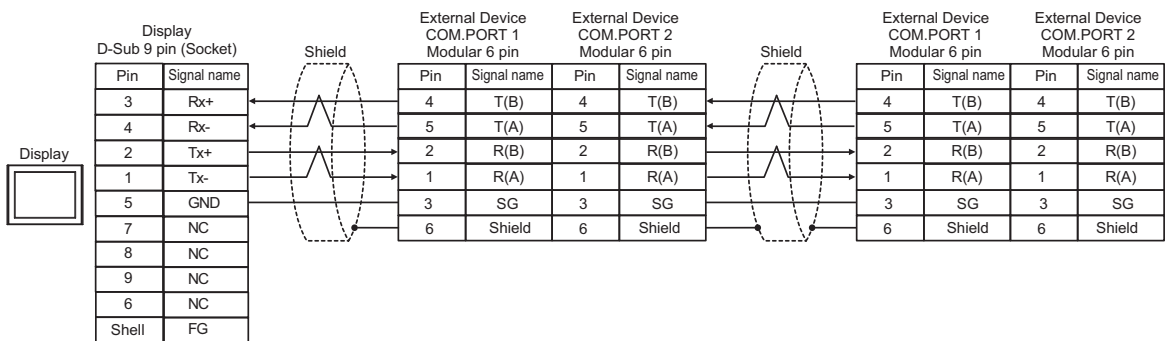 Display
D-Sub 9 pin (Socket)
Shield
External Device
COM.PORT 1
Modular 6 pin
External Device
COM.PORT 2
Modular 6 pin
Shield
External Device
COM.PORT 1
Modular 6 pin
External Device
COM.PORT 2
Modular 6 pin
Pin Signal name Pin Signal name Pin Signal name Pin Signal name Pin Signal name
3 Rx+ 4 T(B) 4 T(B) 4 T(B) 4 T(B)
4 Rx- 5 T(A) 5 T(A) 5 T(A) 5 T(A)
Display
2 Tx+ 2 R(B) 2 R(B) 2 R(B) 2 R(B)
1 Tx- 1 R(A) 1 R(A) 1 R(A) 1 R(A)
5 GND 3 SG 3 SG 3 SG 3 SG
7 NC 6 Shield 6 Shield 6 Shield 6 Shield
8 NC
9 NC
6 NC
Shell FG